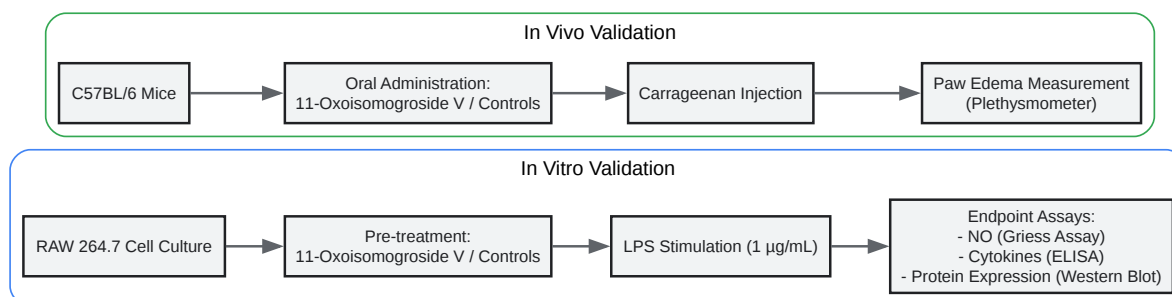 In Vivo Validation
C57BL/6 Mice
Oral Administration:
11-Oxoisomogroside V / Controls
Carrageenan Injection
Paw Edema Measurement
(Plethysmometer)
In Vitro Validation
RAW 264.7 Cell Culture
Pre-treatment:
11-Oxoisomogroside V / Controls
LPS Stimulation (1 µg/mL)
Endpoint Assays:
- NO (Griess Assay)
- Cytokines (ELISA)
- Protein Expression (Western Blot)